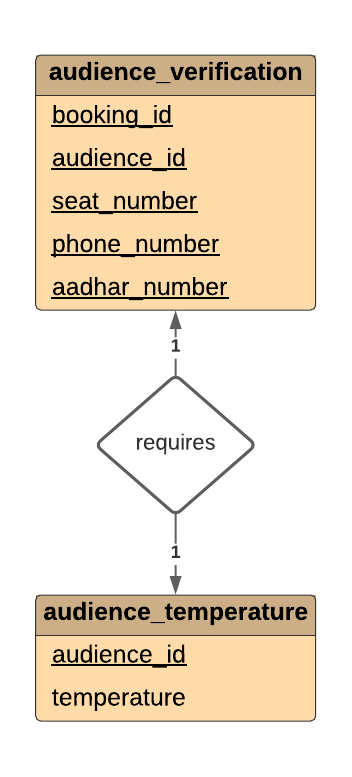 audience_verification
booking_id
audience_id
seat_number
phone_number
aadhar_number
1
requires
1
audience_temperature
audience_id
temperature